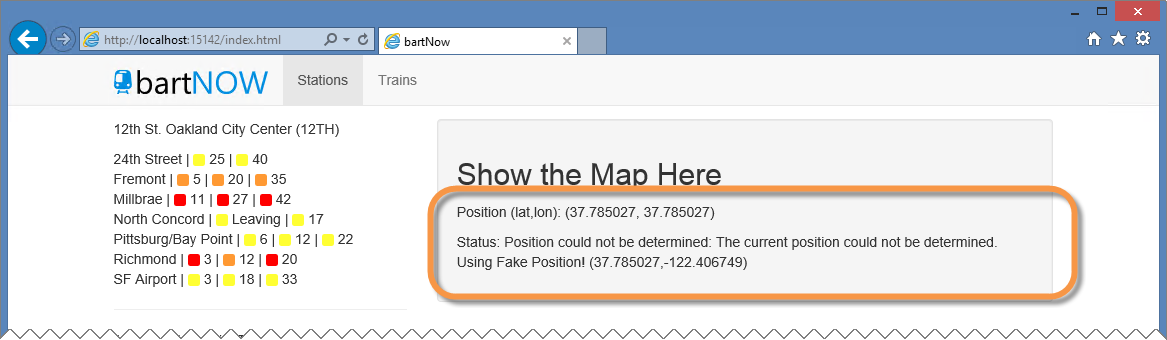 http://localhost:15142/index.html
bartNow
bartNOW
Stations
Trains
12th St. Oakland City Center (12TH)
24th Street | 25 | 40
Fremont | 5 | 20 | 35
Millbrae | 11 | 27 | 42
North Concord | Leaving | 17
Pittsburg/Bay Point | 6 | 12 | 22
Richmond | 3 | 12 | 20
SF Airport | 3 | 18 | 33
Show the Map Here
Position (lat,lon): (37.785027, 37.785027)
Status: Position could not be determined: The current position could not be determined.
Using Fake Position! (37.785027,-122.406749)